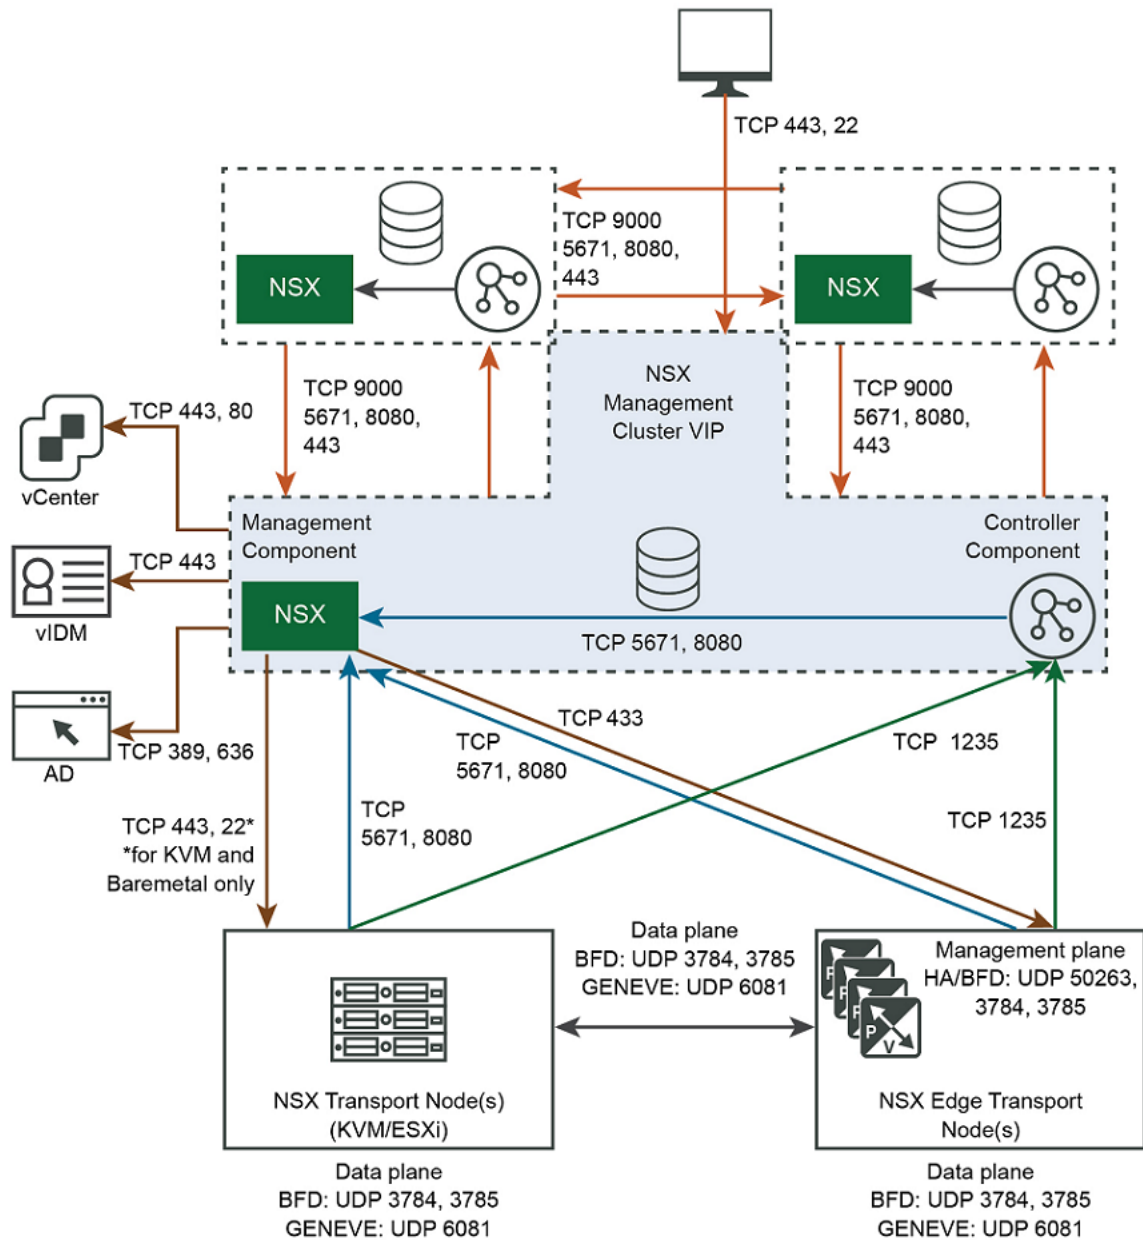 TCP 443, 22
TCP 9000
5671, 8080,
443
NSX
NSX
TCP 9000
5671, 8080,
443
NSX
Management
Cluster VIP
TCP 9000
5671, 8080,
443
TCP 443, 80
vCenter
Management
Component
Controller
Component
TCP 443
vIDM
NSX
TCP 5671, 8080
TCP 389, 636
AD
TCP 433
TCP
5671, 8080
TCP 1235
TCP 443, 22*
*for KVM and
Baremetal only
TCP
5671, 8080
TCP 1235
Data plane
BFD: UDP 3784, 3785
GENEVE: UDP 6081
Management plane
HA/BFD: UDP 50263,
3784, 3785
P
P
P
P
V
NSX Transport Node(s)
(KVM/ESXi)
NSX Edge Transport
Node(s)
Data plane
BFD: UDP 3784, 3785
GENEVE: UDP 6081
Data plane
BFD: UDP 3784, 3785
GENEVE: UDP 6081